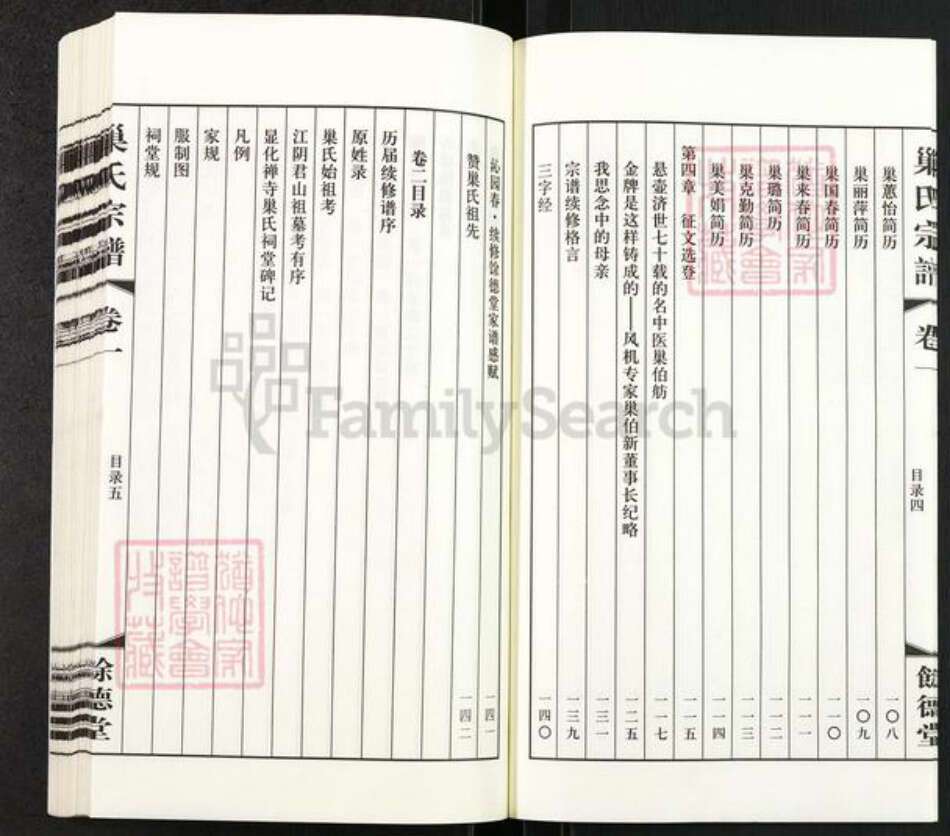 巢氏宗谱 卷一 目录四 馀德堂
巢蕙怡简历 一〇八
巢丽萍简历 一〇九
巢国春简历 一一〇
巢来春简历 一一一
巢璐简历 一一二
巢克勤简历 一一三
巢美娟简历 一一四
第四章 征文选登 一一五
悬壶济世七十载的名中医巢伯舫 一一七
金牌是这样铸成的——风机专家巢伯新董事长纪略 一二五
我思念中的母亲 一三一
宗谱续修格言 一三九
三字经 一四〇
沁园春·续修馀德堂家谱感赋 一四一
赞巢氏祖先 一四二
卷二目录
历届续修谱序
原姓录
巢氏始祖考
江阴君山祖墓考有序
显化禅寺巢氏祠堂碑记
凡例
家规
服制图
祠堂规
巢氏宗谱 卷一 目录五 馀德堂
FamilySearch